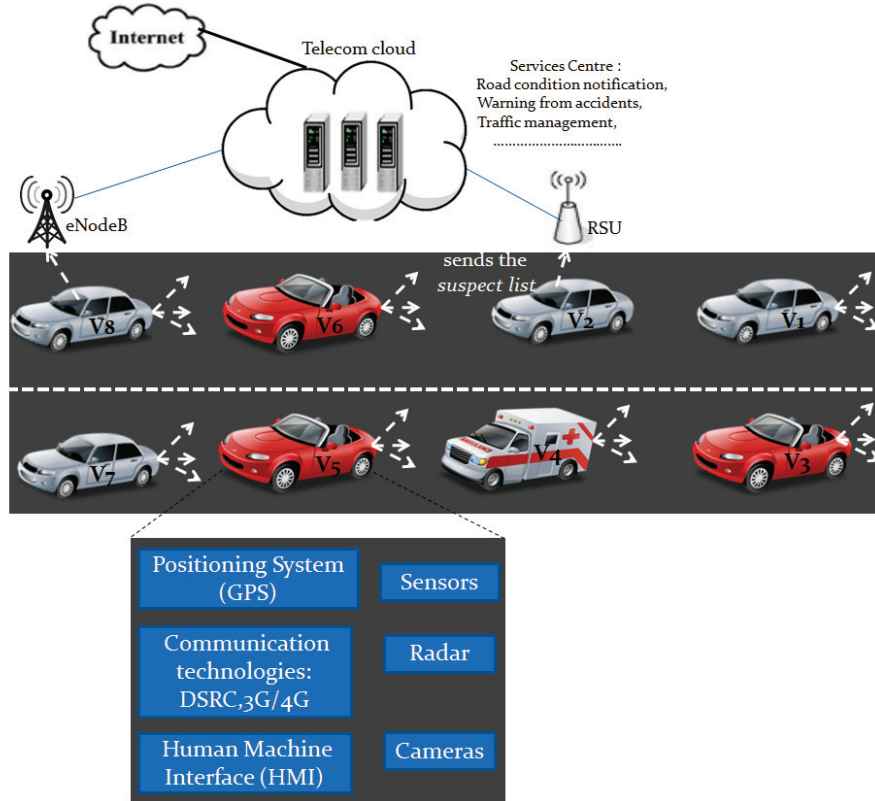 Internet
Telecom cloud
Services Centre :
Road condition notification,
Warning from accidents,
Traffic management,
................................
eNodeB
RSU
sends the
suspect list
V8
V6
V2
V1
V7
V5
AMBULANCE
V4
V3
Positioning System
(GPS)
Sensors
Communication
technologies:
DSRC,3G/4G
Radar
Human Machine
Interface (HMI)
Cameras